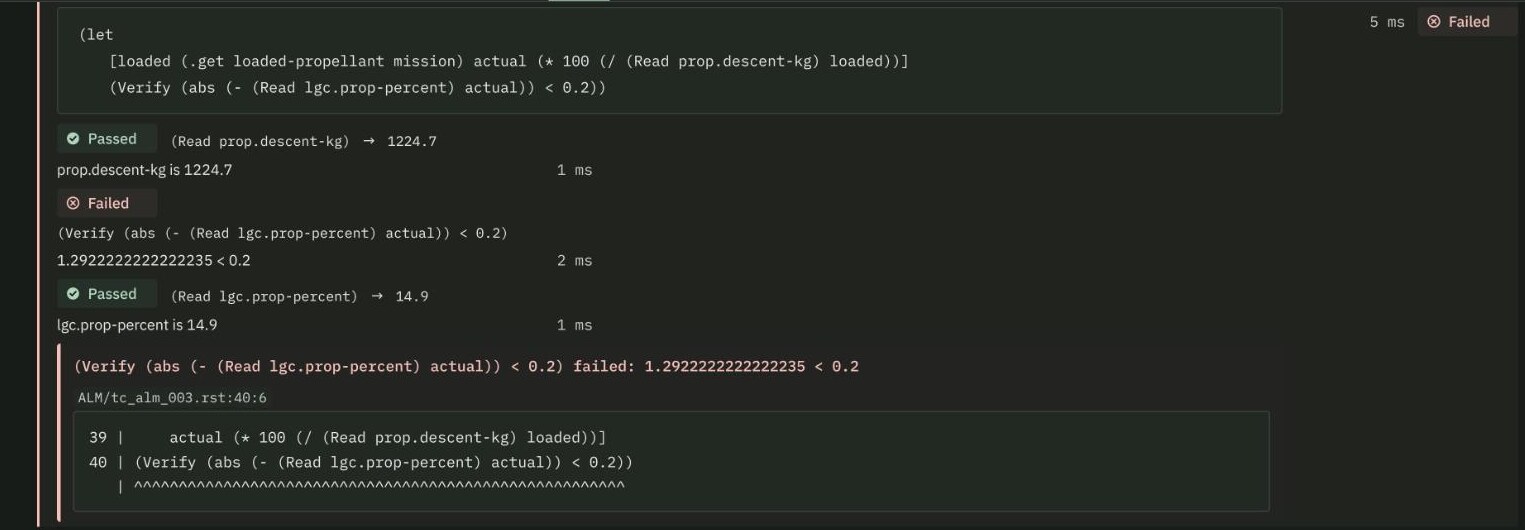 (let
5 ms Failed
[loaded (.get loaded-propellant mission) actual (* 100 (/ (Read prop.descent-kg) loaded))]
(Verify (abs (- (Read lgc.prop-percent) actual)) < 0.2))
Passed (Read prop.descent-kg) → 1224.7
prop.descent-kg is 1224.7 1 ms
Failed
(Verify (abs (- (Read lgc.prop-percent) actual)) < 0.2)
1.2922222222222235 < 0.2 2 ms
Passed (Read lgc.prop-percent) → 14.9
lgc.prop-percent is 14.9 1 ms
(Verify (abs (- (Read lgc.prop-percent) actual)) < 0.2) failed: 1.2922222222222235 < 0.2
ALM/tc_alm_003.rst:40:6
39 | actual (* 100 (/ (Read prop.descent-kg) loaded))]
40 | (Verify (abs (- (Read lgc.prop-percent) actual)) < 0.2))
| ^^^^^^^^^^^^^^^^^^^^^^^^^^^^^^^^^^^^^^^^^^^^^^^^^^^^^^^